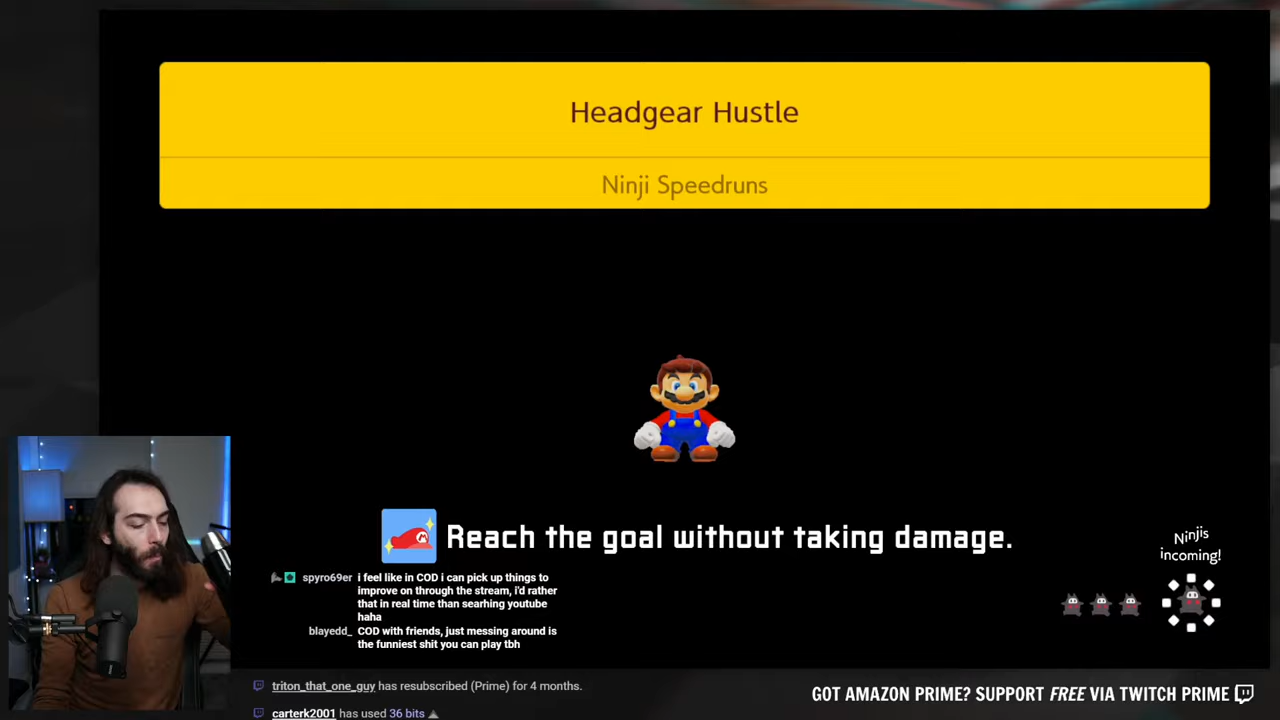 Headgear Hustle
Ninji Speedruns
Reach the goal without taking damage.
Ninjis
incoming!
spyro69er i feel like in COD i can pick up things to
improve on through the stream, i'd rather
that in real time than searhing youtube
haha
blayedd_ COD with friends, just messing around is
the funniest shit you can play tbh
triton_that_one_guy has resubscribed (Prime) for 4 months.
carterk2001 has used 36 bits
GOT AMAZON PRIME? SUPPORT FREE VIA TWITCH PRIME